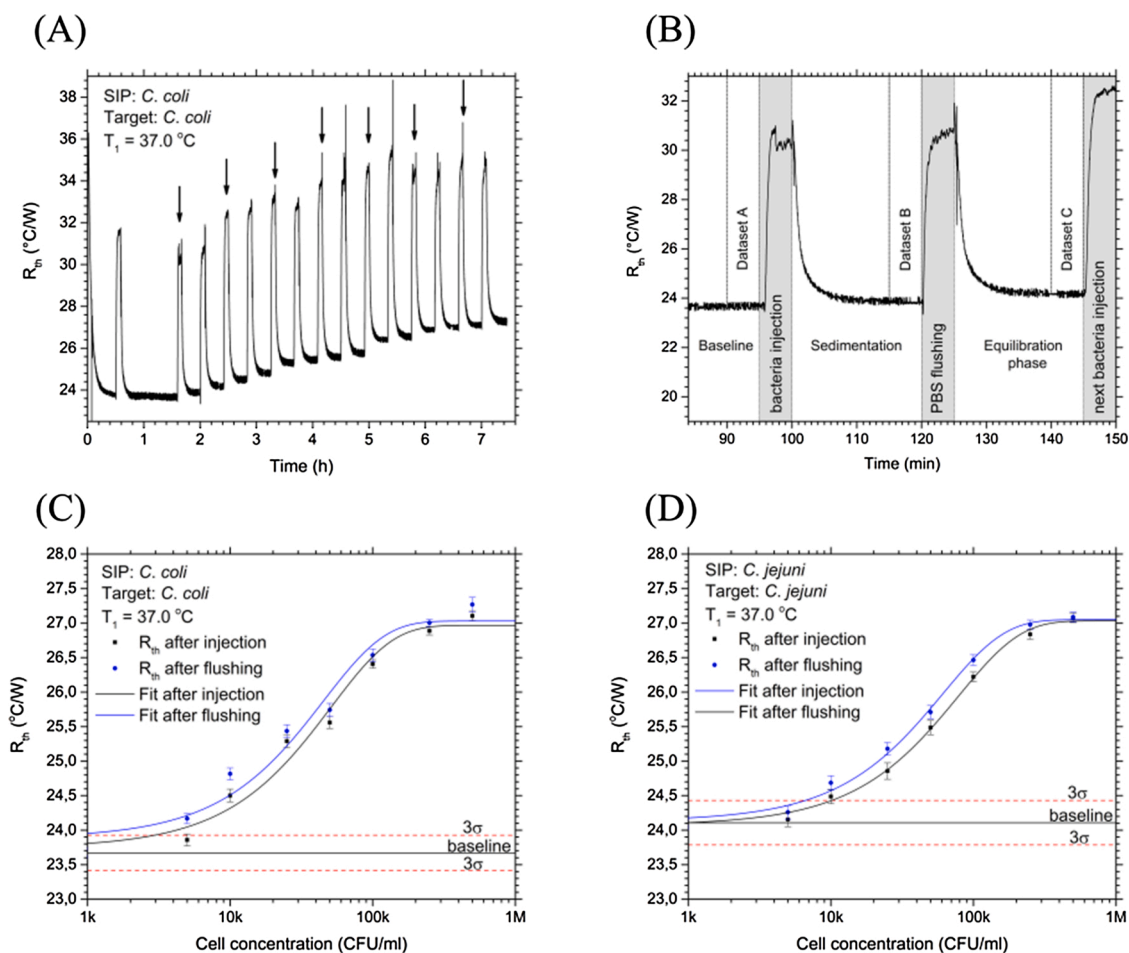 (A)
SIP: C. coli
Target: C. coli
T1 = 37.0 °C
38
36
34
32
30
28
26
24
Rth (°C/W)
0 1 2 3 4 5 6 7
Time (h)
(B)
32
30
28
26
24
22
20
Rth (°C/W)
Dataset A
Dataset B
Dataset C
Baseline
bacteria injection
Sedimentation
PBS flushing
Equilibration
phase
next bacteria injection
90 100 110 120 130 140 150
Time (min)
(C)
28,0
27,5
27,0
26,5
26,0
25,5
25,0
24,5
24,0
23,5
23,0
Rth (°C/W)
SIP: C. coli
Target: C. coli
T1 = 37.0 °C
Rth after injection
Rth after flushing
Fit after injection
Fit after flushing
3σ
baseline
3σ
1k 10k 100k 1M
Cell concentration (CFU/ml)
(D)
28,0
27,5
27,0
26,5
26,0
25,5
25,0
24,5
24,0
23,5
23,0
Rth (°C/W)
SIP: C. jejuni
Target: C. jejuni
T1 = 37.0 °C
Rth after injection
Rth after flushing
Fit after injection
Fit after flushing
3σ
baseline
3σ
1k 10k 100k 1M
Cell concentration (CFU/ml)